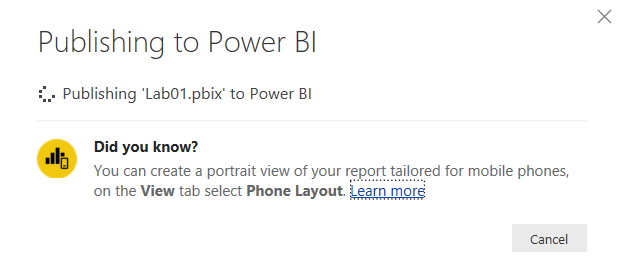 Publishing to Power BI
Publishing 'Lab01.pbix' to Power BI
Did you know?
You can create a portrait view of your report tailored for mobile phones,
on the View tab select Phone Layout. Learn more
Cancel